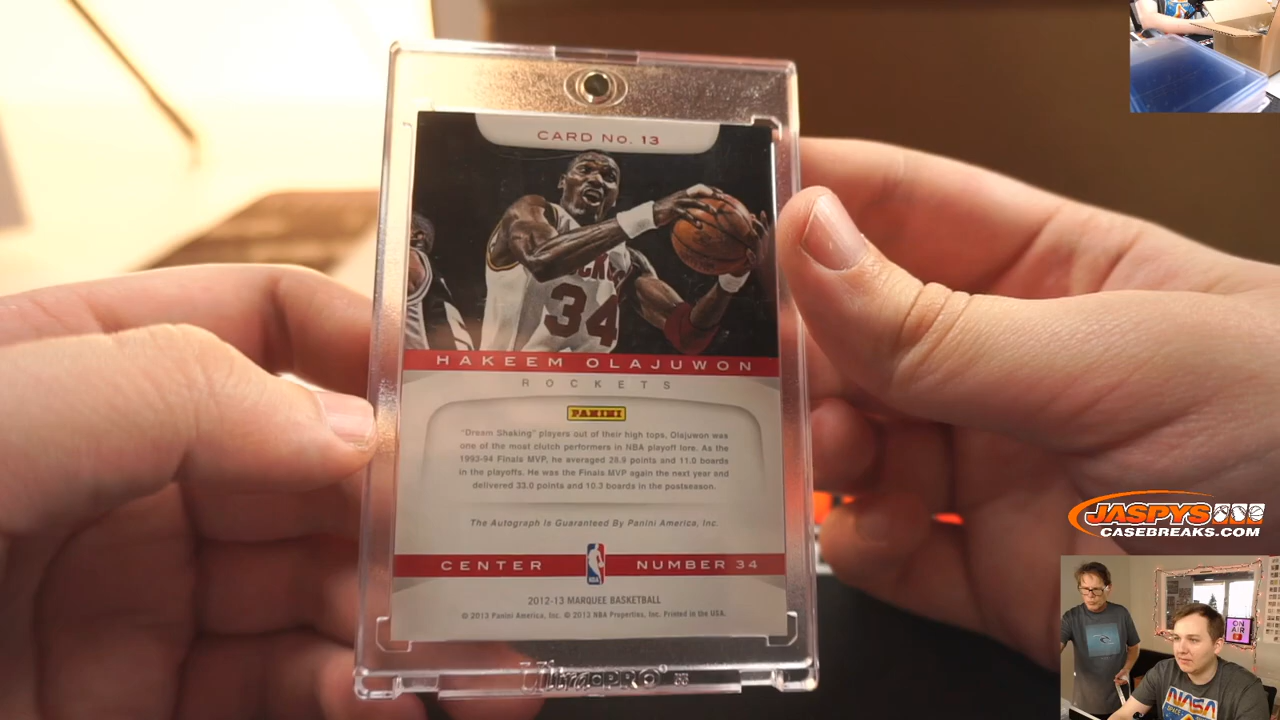 CARD No. 13
ROCKETS
34
HAKEEM OLAJUWON
ROCKETS
PANINI
"Dream Shaking" players out of their high tops, Olajuwon was
one of the most clutch performers in NBA playoff lore. As the
1993-94 Finals MVP, he averaged 28.9 points and 11.0 boards
in the playoffs. He was the Finals MVP again the next year and
delivered 33.0 points and 10.3 boards in the postseason.
The Autograph Is Guaranteed By Panini America, Inc.
CENTER
NBA
NUMBER 34
2012-13 MARQUEE BASKETBALL
© 2013 Panini America, Inc. © 2013 NBA Properties, Inc. Printed in the USA.
Ultra•PRO
JASPYS
CASEBREAKS.COM
ON
AIR
NASA